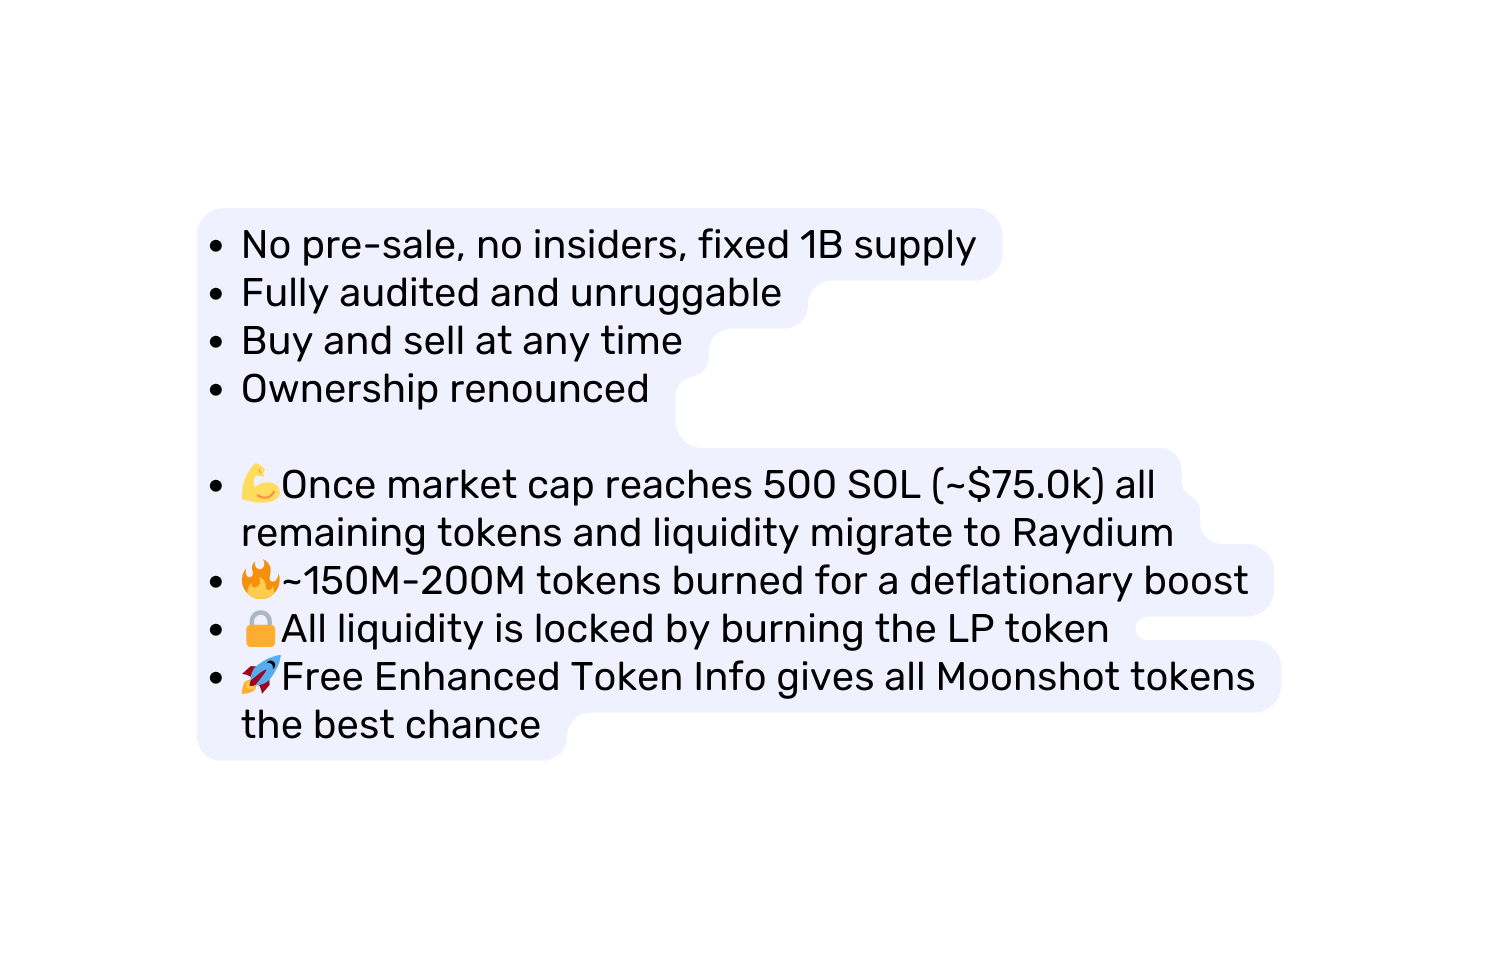 • No pre-sale, no insiders, fixed 1B supply
• Fully audited and unruggable
• Buy and sell at any time
• Ownership renounced
• 💪Once market cap reaches 500 SOL (~$75.0k) all
remaining tokens and liquidity migrate to Raydium
• 🔥~150M-200M tokens burned for a deflationary boost
• 🔒All liquidity is locked by burning the LP token
• 🚀Free Enhanced Token Info gives all Moonshot tokens
the best chance